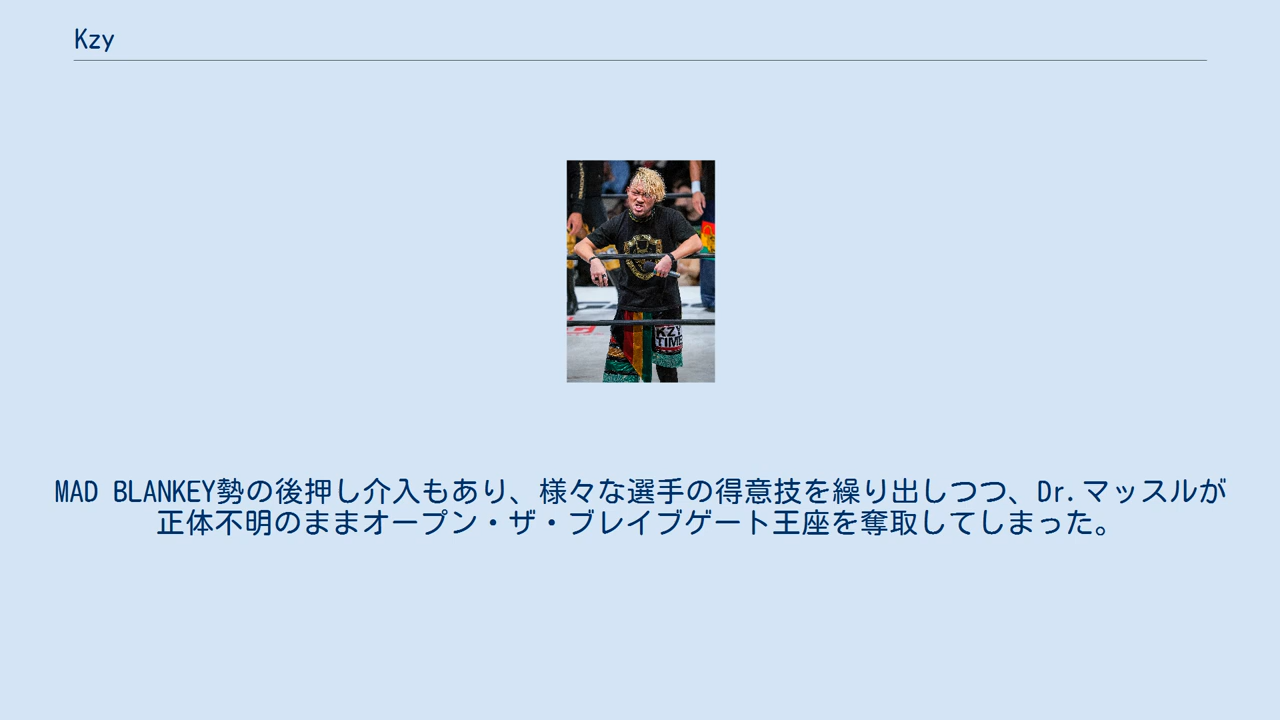 Kzy
KZY
TIME
MAD BLANKEY勢の後押し介入もあり、様々な選手の得意技を繰り出しつつ、Dr.マッスルが
正体不明のままオープン・ザ・ブレイブゲート王座を奪取してしまった。